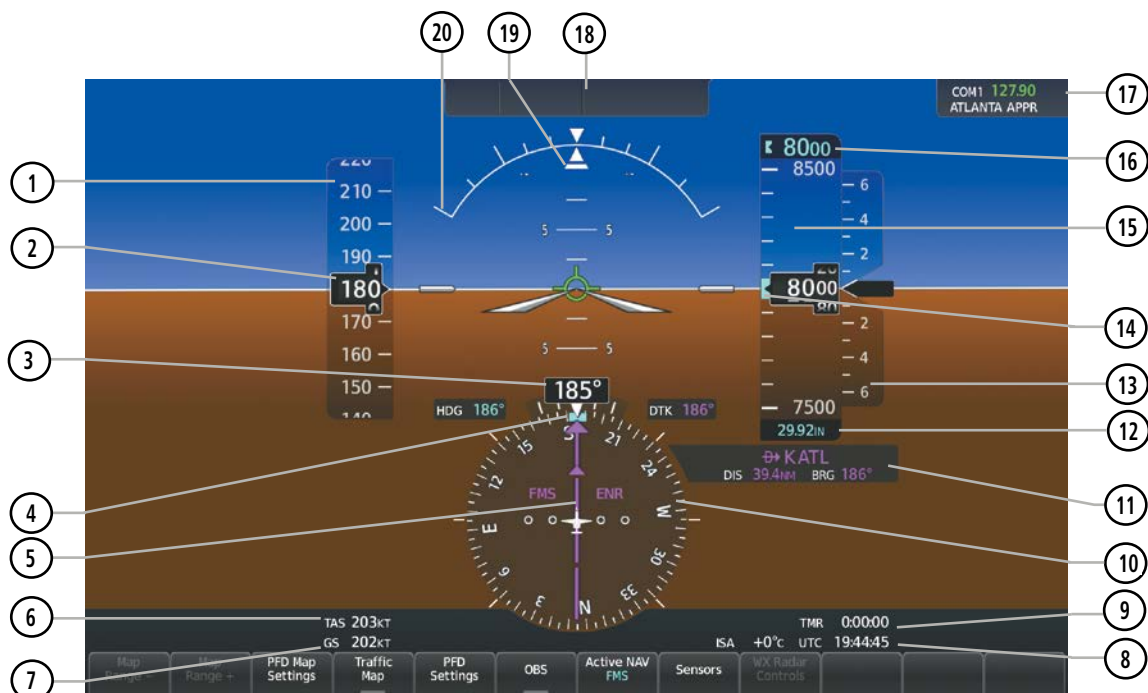 20 19 18
COM1 127.90
ATLANTA APPR
17
8000
16
220
8500
1
210
6
200
4
15
5 5
2
2
190
20
180
8000
80
14
170
2
3
160
5 5
4
13
150
185°
6
140
HDG 186°
DTK 186°
7500
29.92IN
12
S
15 21
KATL
12 24
DIS 39.4NM BRG 186°
4
FMS ENR
11
E W
5
10
6 30
3 33
N
6
TAS 203KT
TMR 0:00:00
9
GS 202KT
ISA +0°C UTC 19:44:45
8
7
Map Range -
Map Range +
PFD Map Settings
Traffic Map
PFD Settings
OBS
Active NAV FMS
Sensors
WX Radar Controls